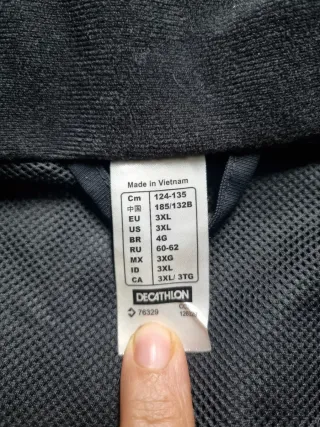 Made in Vietnam
Cm 124-135
中国 185/132B
EU 3XL
US 3XL
BR 4G
RU 60-62
MX 3XG
ID 3XL
CA 3XL/ 3TG
DECATHLON
76329